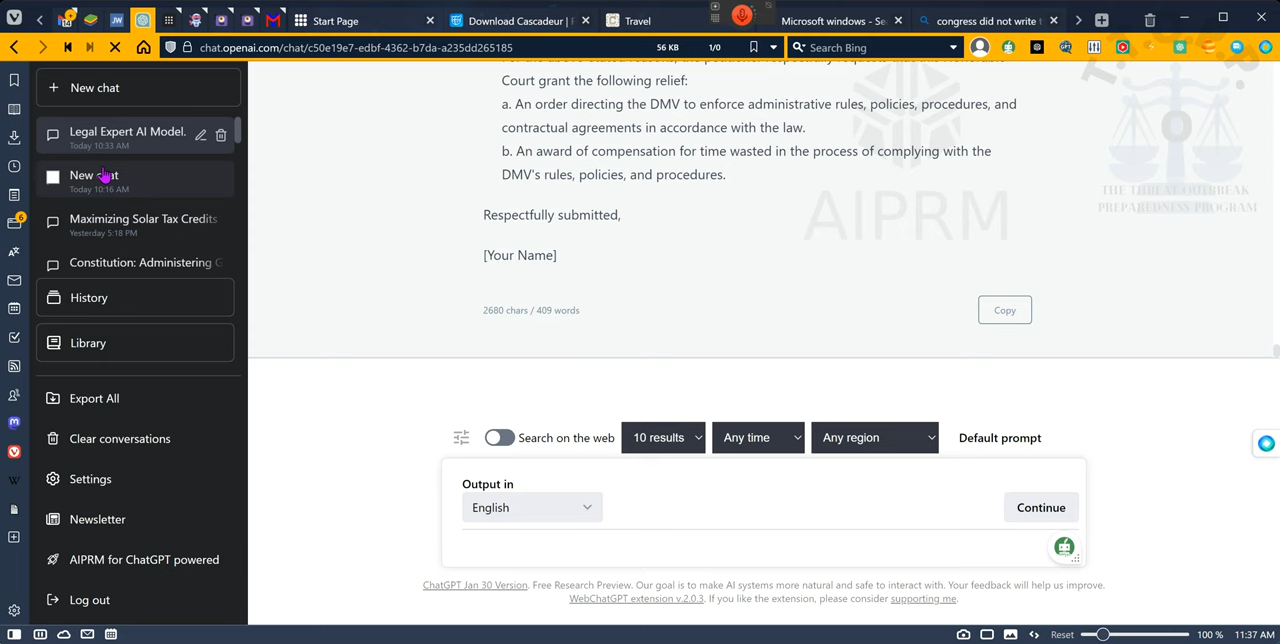 14
JW
Start Page
Download Cascadeur | F
Travel
Microsoft windows - Se
congress did not write t
chat.openai.com/chat/c50e19e7-edbf-4362-b7da-a235dd265185
56 KB
1/0
Search Bing
New chat
Legal Expert AI Model.
Today 10:33 AM
New chat
Today 10:16 AM
Maximizing Solar Tax Credits
Yesterday 5:18 PM
Constitution: Administering G
History
Library
Export All
Clear conversations
Settings
Newsletter
AIPRM for ChatGPT powered
Log out
6
Court grant the following relief:
a. An order directing the DMV to enforce administrative rules, policies, procedures, and
contractual agreements in accordance with the law.
b. An award of compensation for time wasted in the process of complying with the
DMV's rules, policies, and procedures.
Respectfully submitted,
[Your Name]
2680 chars / 409 words
Copy
AIPRM
T.H.O.P.P.
THE THREAT OUTBREAK
PREPAREDNESS PROGRAM
Search on the web
10 results
Any time
Any region
Default prompt
Output in
English
Continue
ChatGPT Jan 30 Version. Free Research Preview. Our goal is to make AI systems more natural and safe to interact with. Your feedback will help us improve.
WebChatGPT extension v.2.0.3. If you like the extension, please consider supporting me.
Reset
100 %
11:37 AM